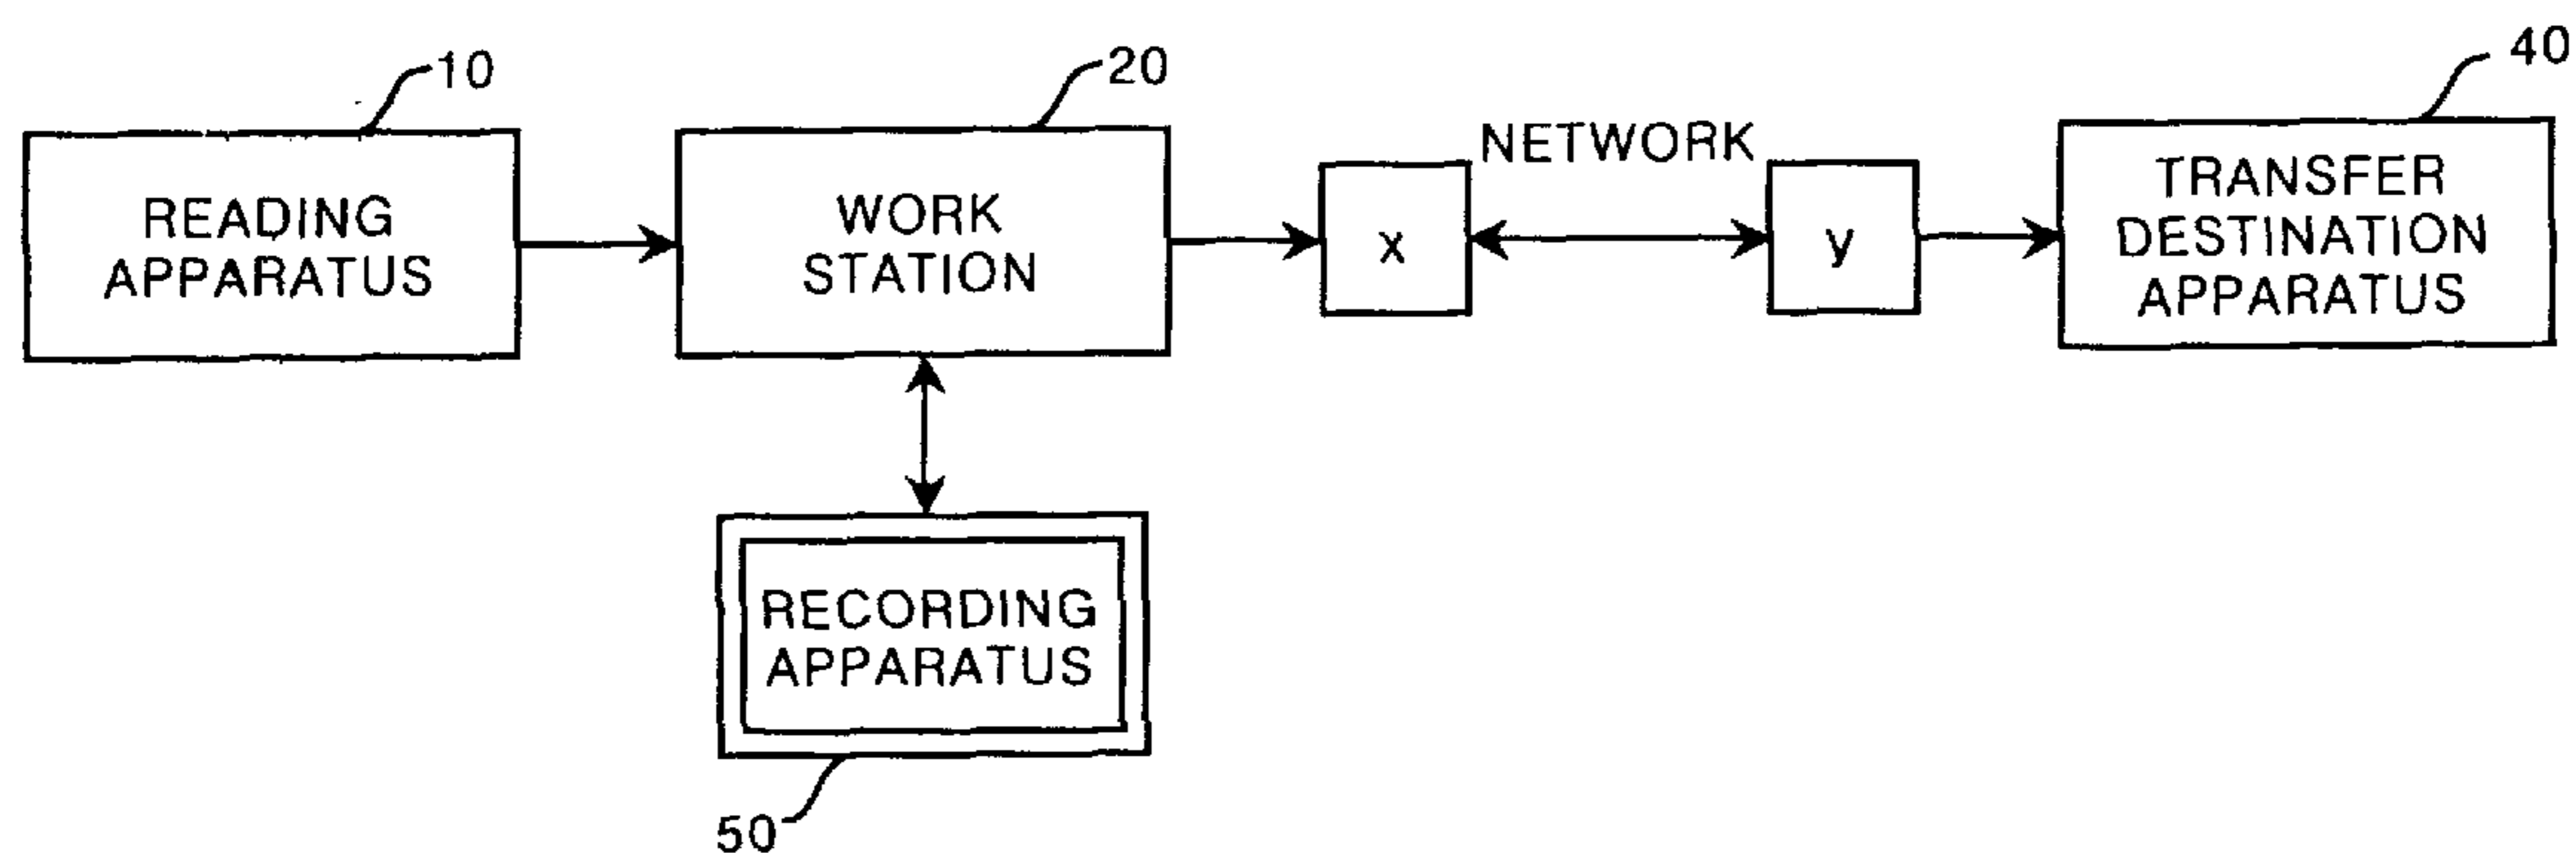 10
20
40
READING
APPARATUS
WORK
STATION
x
NETWORK
y
TRANSFER
DESTINATION
APPARATUS
RECORDING
APPARATUS
50